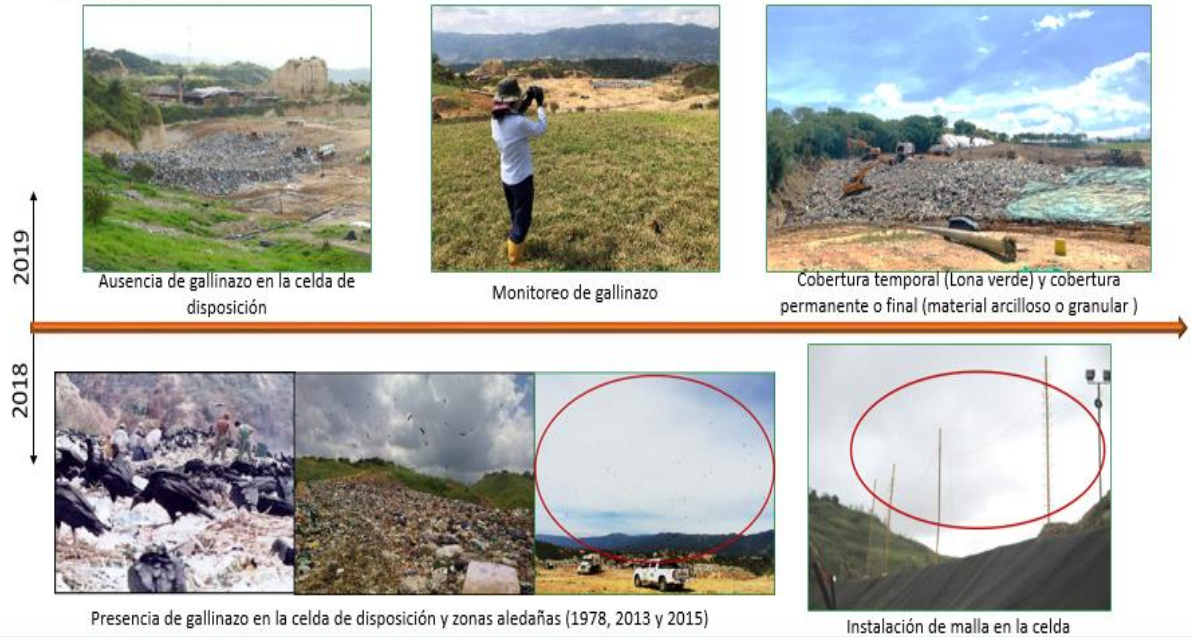 2019
Ausencia de gallinazo en la celda de
disposición
Monitoreo de gallinazo
Cobertura temporal (Lona verde) y cobertura
permanente o final (material arcilloso o granular )
2018
Presencia de gallinazo en la celda de disposición y zonas aledañas (1978, 2013 y 2015)
Instalación de malla en la celda